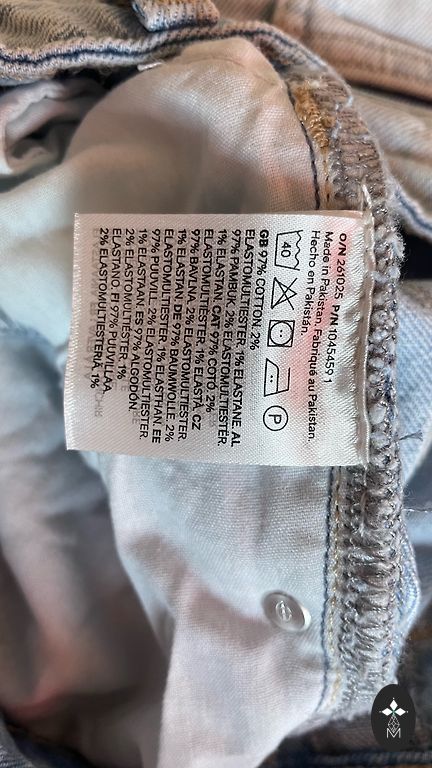 O/N 261025 P/N 1045459 1
Made in Pakistan. Fabriqué au Pakistan.
Hecho en Pakistán.
40
P
GB 97% COTTON. 2%
ELASTOMULTIESTER. 1% ELASTANE. AL
97% PAMBUK. 2% ELASTOMULTIESTER.
1% ELASTAN. CAT 97% COTÓ. 2%
ELASTOMULTIESTER. 1% ELASTÀ. CZ
97% BAVLNA. 2% ELASTOMULTIESTER.
1% ELASTAN. DE 97% BAUMWOLLE. 2%
ELASTOMULTIESTER. 1% ELASTHAN. EE
97% PUUVILL. 2% ELASTOMULTIESTER.
1% ELASTAAN. ES 97% ALGODÓN.
2% ELASTOMULTIÉSTER. 1%
ELASTANO. FI 97% PUUVILLAA.
2% ELASTOMULTIESTERIÄ. 1%
M